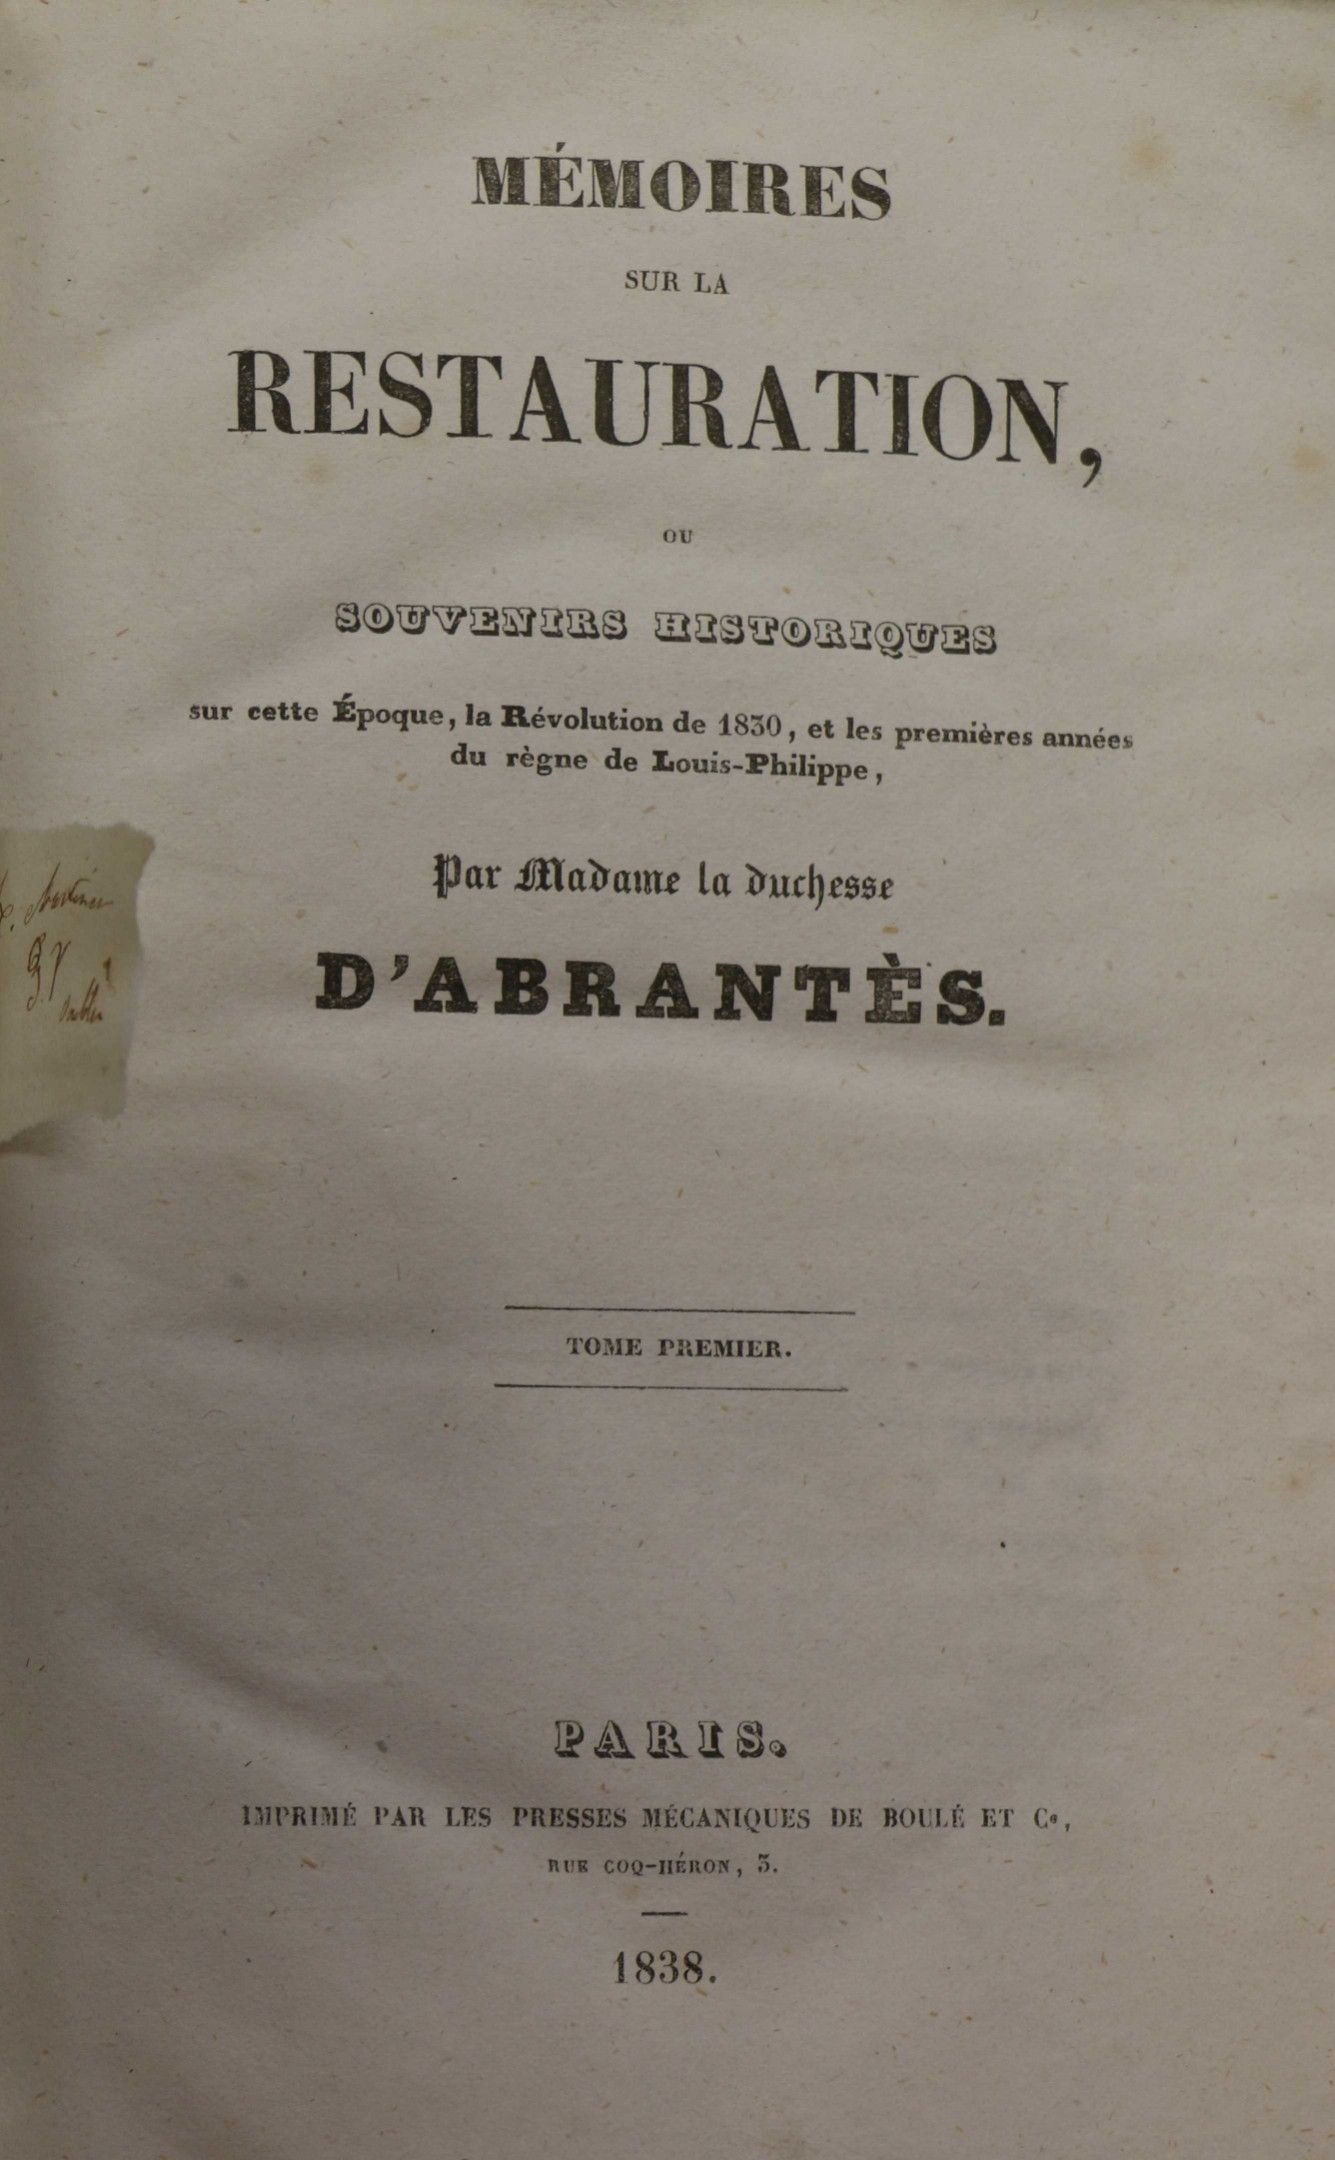 MÉMOIRES
SUR LA
RESTAURATION,
OU
SOUVENIRS HISTORIQUES
sur cette Époque, la Révolution de 1830, et les premières années
du règne de Louis-Philippe,
Par Madame la duchesse
D'ABRANTÈS.
TOME PREMIER.
PARIS.
IMPRIMÉ PAR LES PRESSES MÉCANIQUES DE BOULÉ ET Cᵉ,
RUE COQ-HÉRON, 3.
1838.